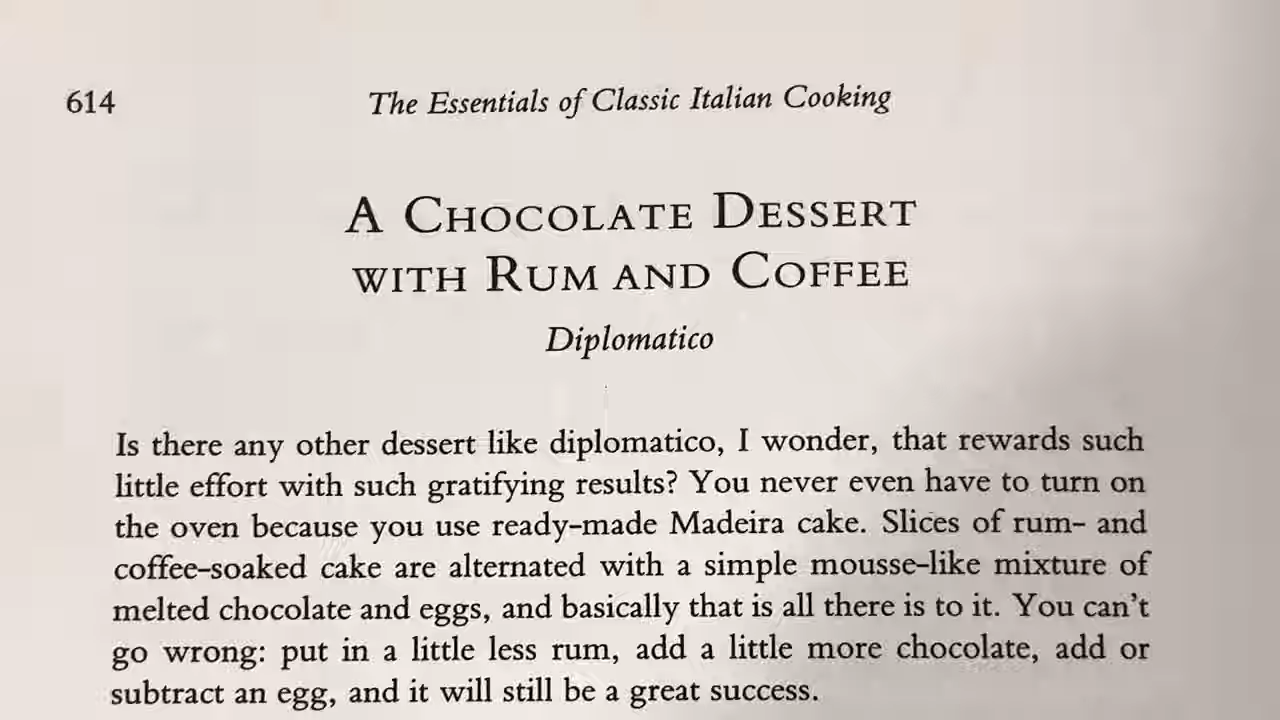 614
The Essentials of Classic Italian Cooking
A CHOCOLATE DESSERT
WITH RUM AND COFFEE
Diplomatico
Is there any other dessert like diplomatico, I wonder, that rewards such
little effort with such gratifying results? You never even have to turn on
the oven because you use ready-made Madeira cake. Slices of rum- and
coffee-soaked cake are alternated with a simple mousse-like mixture of
melted chocolate and eggs, and basically that is all there is to it. You can’t
go wrong: put in a little less rum, add a little more chocolate, add or
subtract an egg, and it will still be a great success.